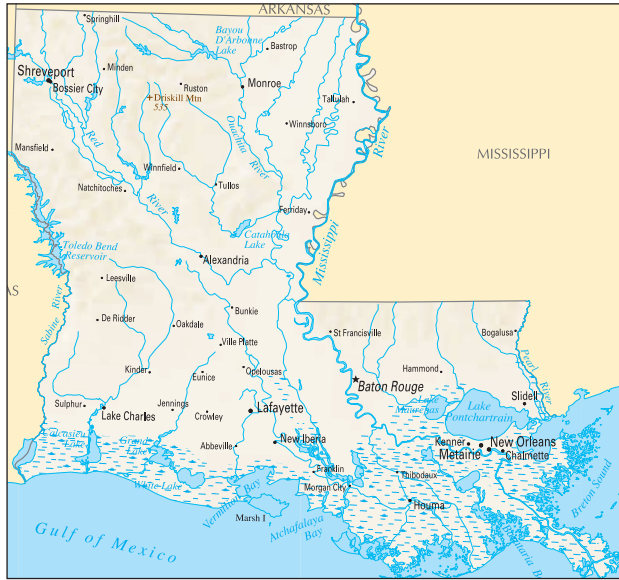 ARKANSAS
Springhill
Bayou
D'Arbonne
Lake
Bastrop
Shreveport
Bossier City
Minden
Ruston
Monroe
Driskill Mtn
535
Tallulah
Winnsboro
Red
Ouachita
River
River
Mansfield
MISSISSIPPI
Winnfield
Natchitoches
Tullos
River
Ferriday
Catahoula
Lake
Mississippi
Toledo Bend
Reservoir
Alexandria
AS
Leesville
Sabine River
De Ridder
Oakdale
Bunkie
St Francisville
Bogalusa
Ville Platte
Pearl River
Kinder
Eunice
Opelousas
Hammond
Baton Rouge
Slidell
Sulphur
Lake Charles
Jennings
Crowley
Lafayette
Lake
Maurepas
Lake
Pontchartrain
Calcasieu
Lake
Grand
Lake
Abbeville
New Iberia
Kenner
Metairie
New Orleans
Chalmette
White Lake
Franklin
Morgan City
Thibodaux
Houma
Vermilion Bay
Marsh I
Atchafalaya
Bay
Breton Sound
Barataria B
Gulf of Mexico